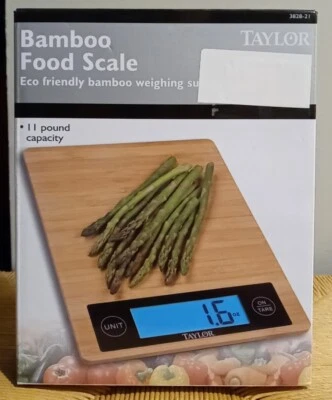 3828-21
Bamboo
TAYLOR
Food Scale
Eco friendly bamboo weighing
• 11 pound
capacity
1.6
UNIT
ON
TARE
TAYLOR